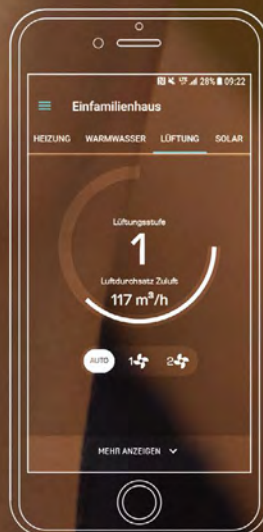 28% 09:22
Einfamilienhaus
HEIZUNG WARMWASSER LÜFTUNG SOLAR
Lüftungsstufe
1
Luftdurchsatz Zuluft
117 m³/h
AUTO 1 2
MEHR ANZEIGEN